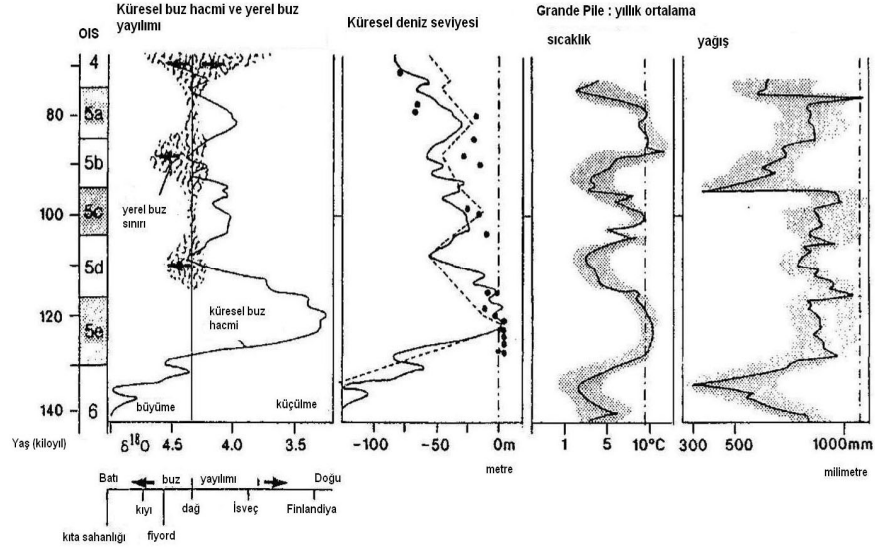 Küresel buz hacmi ve yerel buz
yayılımı
Küresel deniz seviyesi
Grande Pile : yıllık ortalama
sıcaklık
yağış
OIS
4
5a
5b
5c
5d
5e
6
80
100
120
140
yerel buz
sınırı
küresel buz
hacmi
büyüme
küçülme
Yaş (kiloyıl)
δ18O
4.5
4.0
3.5
-100
-50
0m
metre
1
5
10°C
300
500
1000mm
milimetre
Batı
buz
yayılımı
Doğu
kıyı
dağ
İsveç
Finlandiya
kıta sahanlığı
fiyord